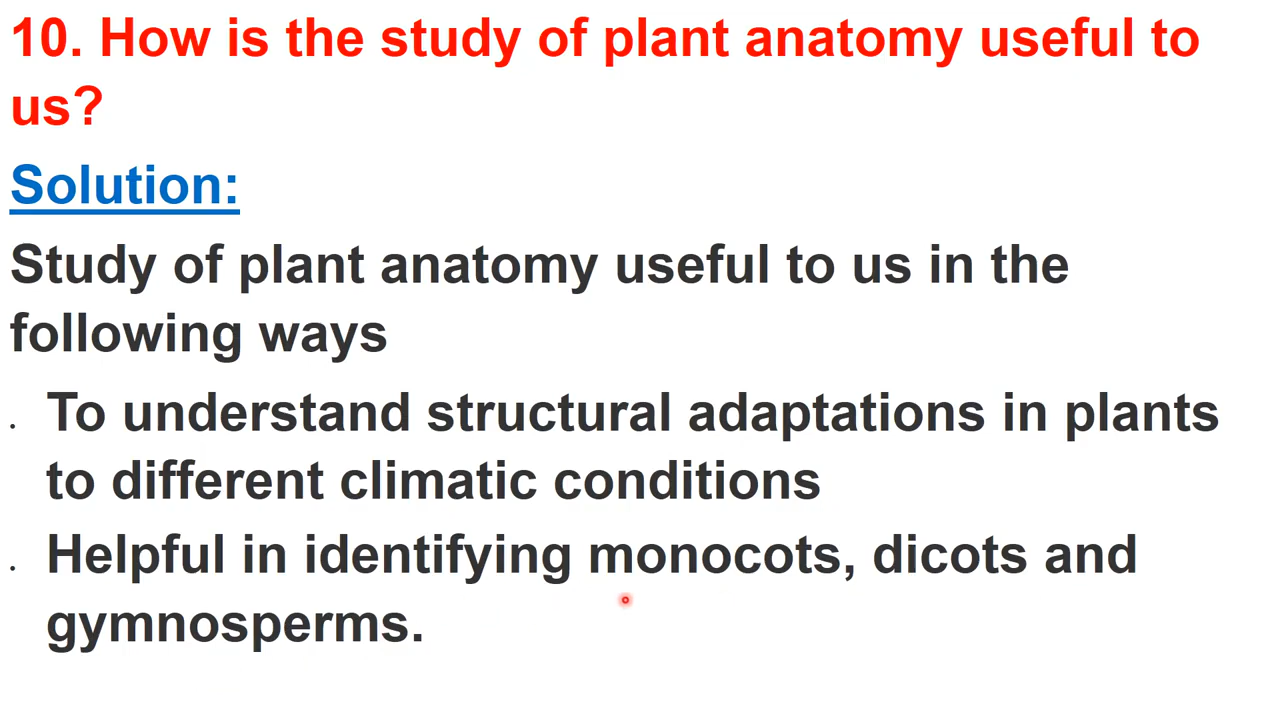 10. How is the study of plant anatomy useful to
us?
Solution:
Study of plant anatomy useful to us in the
following ways
. To understand structural adaptations in plants
to different climatic conditions
. Helpful in identifying monocots, dicots and
gymnosperms.